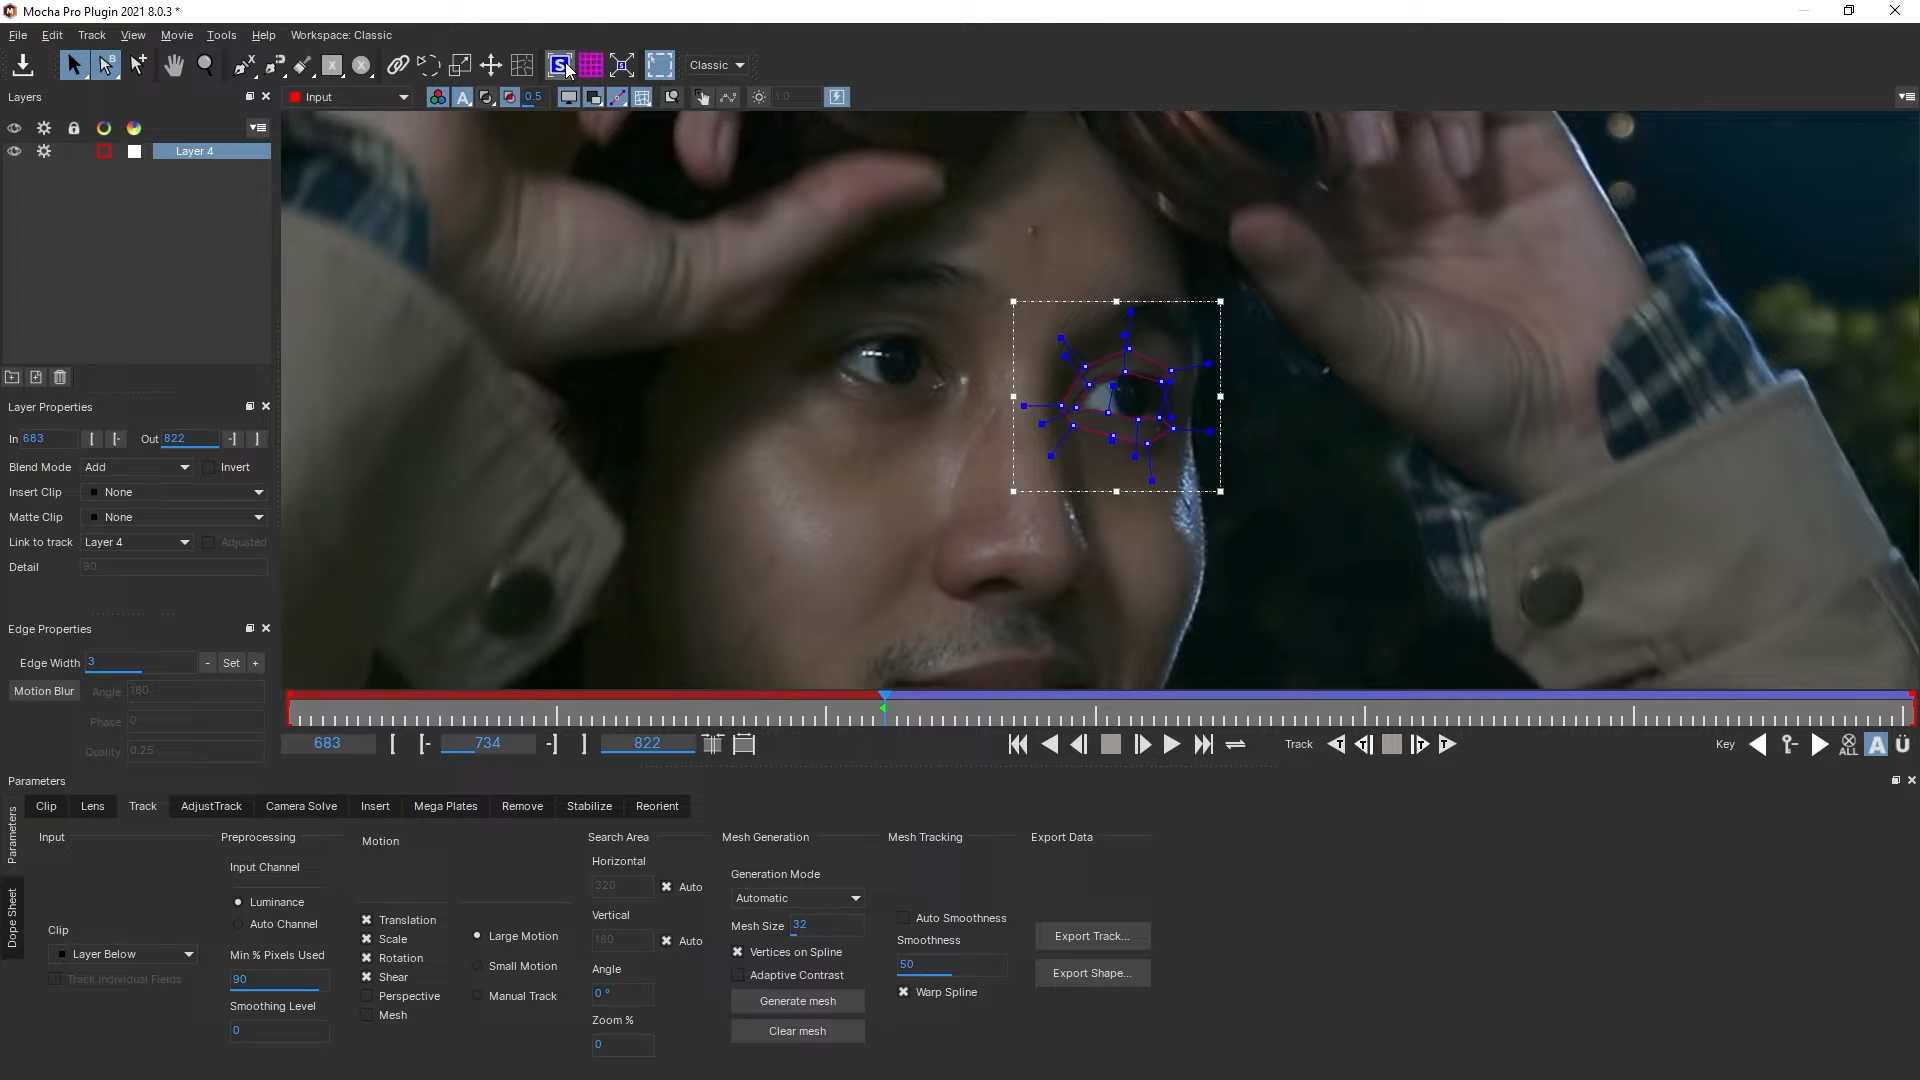 Mocha Pro Plugin 2021 8.0.3 *
File Edit Track View Movie Tools Help Workspace: Classic
S Classic
Layers
Input A 0.5 1.0
Layer 4
Layer Properties
In 683 [ [- Out 822 -] ]
Blend Mode Add Invert
Insert Clip None
Matte Clip None
Link to track Layer 4 Adjusted
Detail 90
Edge Properties
Edge Width 3 - Set +
Motion Blur Angle 180
Phase 0
Quality 0.25
683 [ [- 734 -] ] 822 Track T T T T Key ALL A Ü
Parameters
Parameters
Dope Sheet
Clip Lens Track AdjustTrack Camera Solve Insert Mega Plates Remove Stabilize Reorient
Input
Clip
Layer Below
Track Individual Fields
Preprocessing
Input Channel
Luminance
Auto Channel
Min % Pixels Used
90
Smoothing Level
0
Motion
Translation
Scale
Rotation
Shear
Perspective
Mesh
Large Motion
Small Motion
Manual Track
Search Area
Horizontal
320 Auto
Vertical
180 Auto
Angle
0 °
Zoom %
0
Mesh Generation
Generation Mode
Automatic
Mesh Size 32
Vertices on Spline
Adaptive Contrast
Generate mesh
Clear mesh
Mesh Tracking
Auto Smoothness
Smoothness
50
Warp Spline
Export Data
Export Track...
Export Shape...